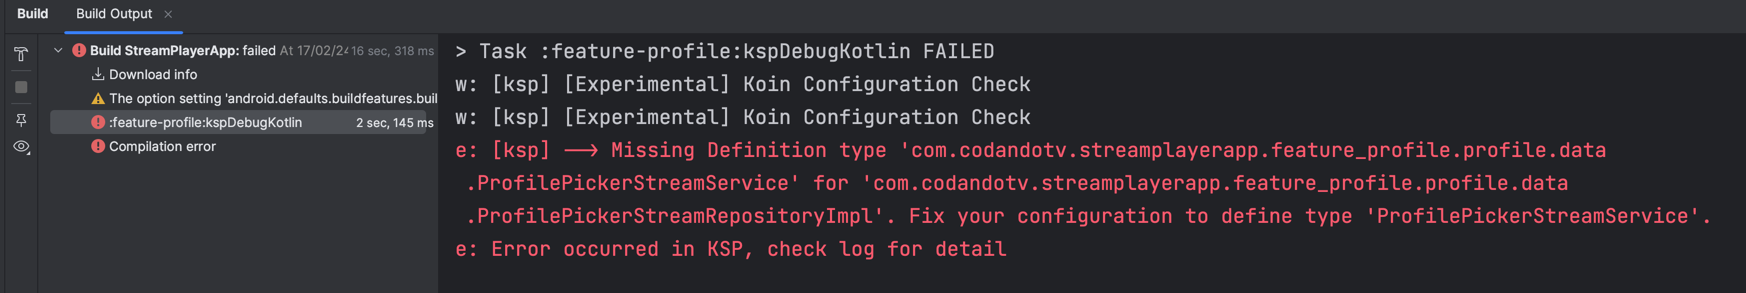 Build
Build Output
Build StreamPlayerApp: failed At 17/02/24 16 sec, 318 ms
Download info
The option setting 'android.defaults.buildfeatures.buil
:feature-profile:kspDebugKotlin 2 sec, 145 ms
Compilation error
> Task :feature-profile:kspDebugKotlin FAILED
w: [ksp] [Experimental] Koin Configuration Check
w: [ksp] [Experimental] Koin Configuration Check
e: [ksp] --> Missing Definition type 'com.codandotv.streamplayerapp.feature_profile.profile.data
.ProfilePickerStreamService' for 'com.codandotv.streamplayerapp.feature_profile.profile.data
.ProfilePickerStreamRepositoryImpl'. Fix your configuration to define type 'ProfilePickerStreamService'.
e: Error occurred in KSP, check log for detail